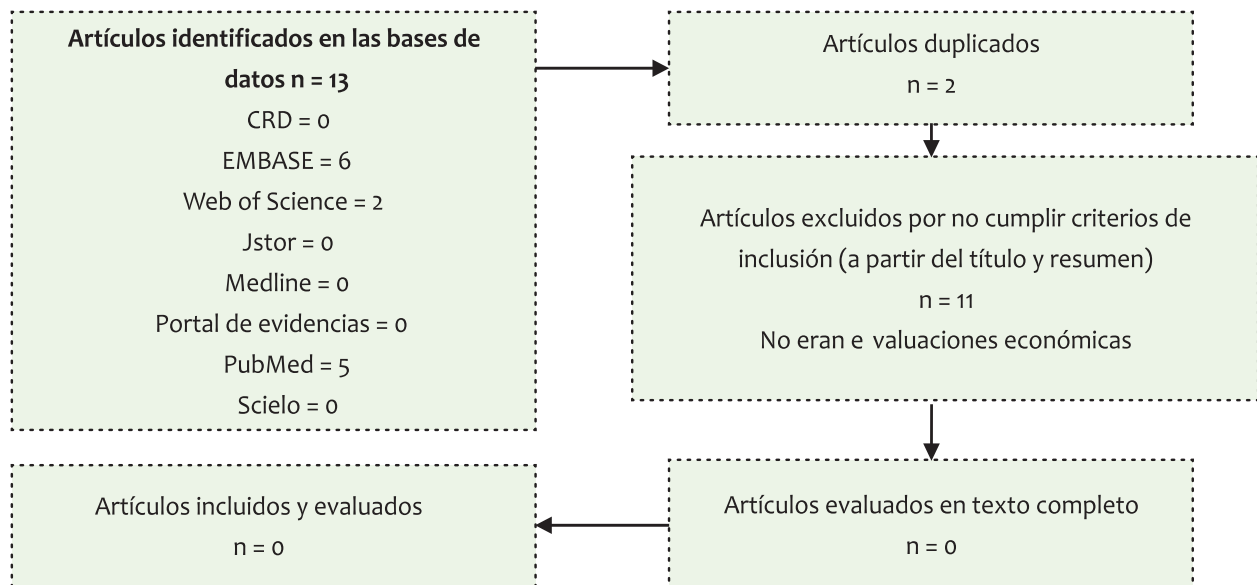 Artículos identificados en las bases de
datos n = 13
CRD = 0
EMBASE = 6
Web of Science = 2
Jstor = 0
Medline = 0
Portal de evidencias = 0
PubMed = 5
Scielo = 0
Artículos duplicados
n = 2
Artículos excluidos por no cumplir criterios de
inclusión (a partir del título y resumen)
n = 11
No eran e valuaciones económicas
Artículos evaluados en texto completo
n = 0
Artículos incluidos y evaluados
n = 0